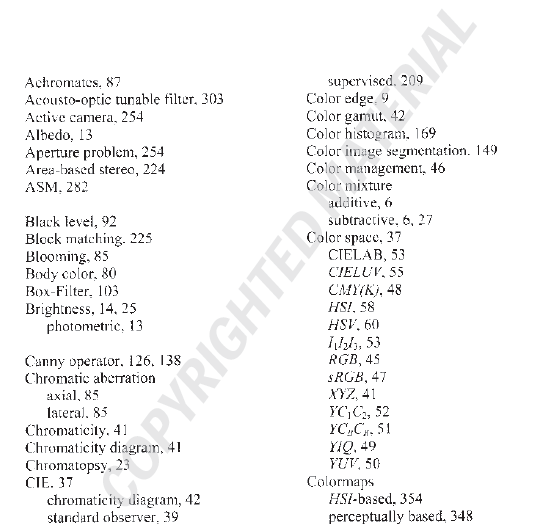 Achromates, 87
Acousto-optic tunable filter, 303
Active camera, 254
Albedo, 13
Aperture problem, 254
Area-based stereo, 224
ASM, 282
Black level, 92
Block matching, 225
Blooming, 85
Body color, 80
Box-Filter, 103
Brightness, 14, 25
photometric, 13
Canny operator, 126, 138
Chromatic aberration
axial, 85
lateral, 85
Chromaticity, 41
Chromaticity diagram, 41
Chromatopsy, 23
CIE, 37
chromaticity diagram, 42
standard observer, 39
supervised, 209
Color edge, 9
Color gamut, 42
Color histogram, 169
Color image segmentation, 149
Color management, 46
Color mixture
additive, 6
subtractive, 6, 27
Color space, 37
CIELAB, 53
CIELUV, 55
CMY(K), 48
HSI, 58
HSV, 60
I₁I₂I₃, 53
RGB, 45
sRGB, 47
XYZ, 41
YC₁C₂, 52
YC_BC_R, 51
YIQ, 49
YUV, 50
Colormaps
HSI-based, 354
perceptually based, 348
COPYRIGHTED MATERIAL